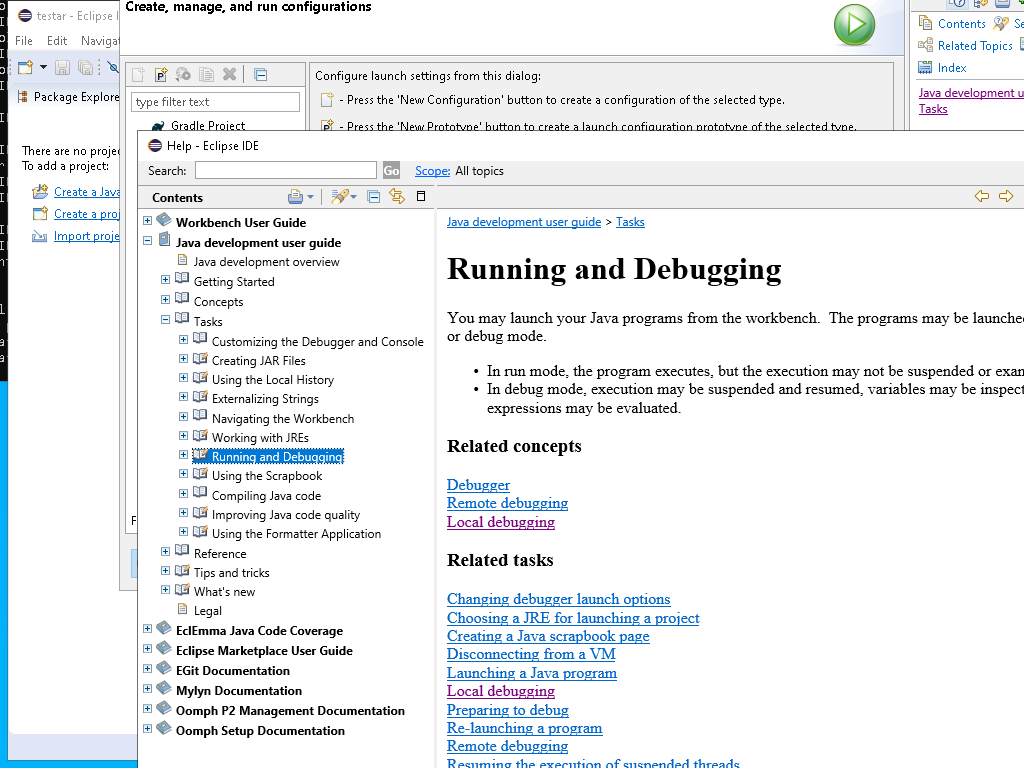 testar - Eclipse I
File Edit Navigat
Package Explore
There are no projec
To add a project:
Create a Java
Create a proj
Import proje
Create, manage, and run configurations
type filter text
Gradle Project
Configure launch settings from this dialog:
- Press the 'New Configuration' button to create a configuration of the selected type.
- Press the 'New Prototype' button to create a launch configuration prototype of the selected type.
F
Contents Se
Related Topics
Index
Java development u
Tasks
Help - Eclipse IDE
Search: Go Scope: All topics
Contents
Workbench User Guide
Java development user guide
Java development overview
Getting Started
Concepts
Tasks
Customizing the Debugger and Console
Creating JAR Files
Using the Local History
Externalizing Strings
Navigating the Workbench
Working with JREs
Running and Debugging
Using the Scrapbook
Compiling Java code
Improving Java code quality
Using the Formatter Application
Reference
Tips and tricks
What's new
Legal
EclEmma Java Code Coverage
Eclipse Marketplace User Guide
EGit Documentation
Mylyn Documentation
Oomph P2 Management Documentation
Oomph Setup Documentation
Java development user guide > Tasks
Running and Debugging
You may launch your Java programs from the workbench. The programs may be launche
or debug mode.
• In run mode, the program executes, but the execution may not be suspended or exan
• In debug mode, execution may be suspended and resumed, variables may be inspect
expressions may be evaluated.
Related concepts
Debugger
Remote debugging
Local debugging
Related tasks
Changing debugger launch options
Choosing a JRE for launching a project
Creating a Java scrapbook page
Disconnecting from a VM
Launching a Java program
Local debugging
Preparing to debug
Re-launching a program
Remote debugging
Resuming the execution of suspended threads